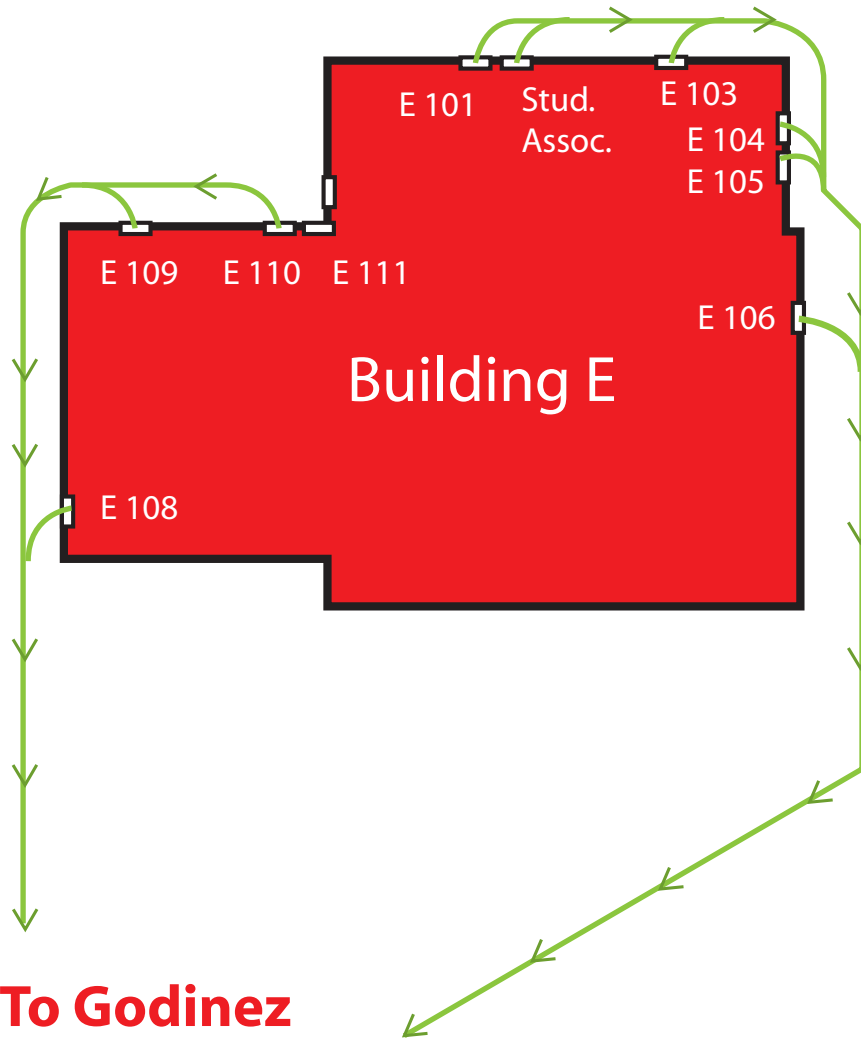 E 101
Stud.
Assoc.
E 103
E 104
E 105
E 109
E 110
E 111
E 106
Building E
E 108
To Godinez